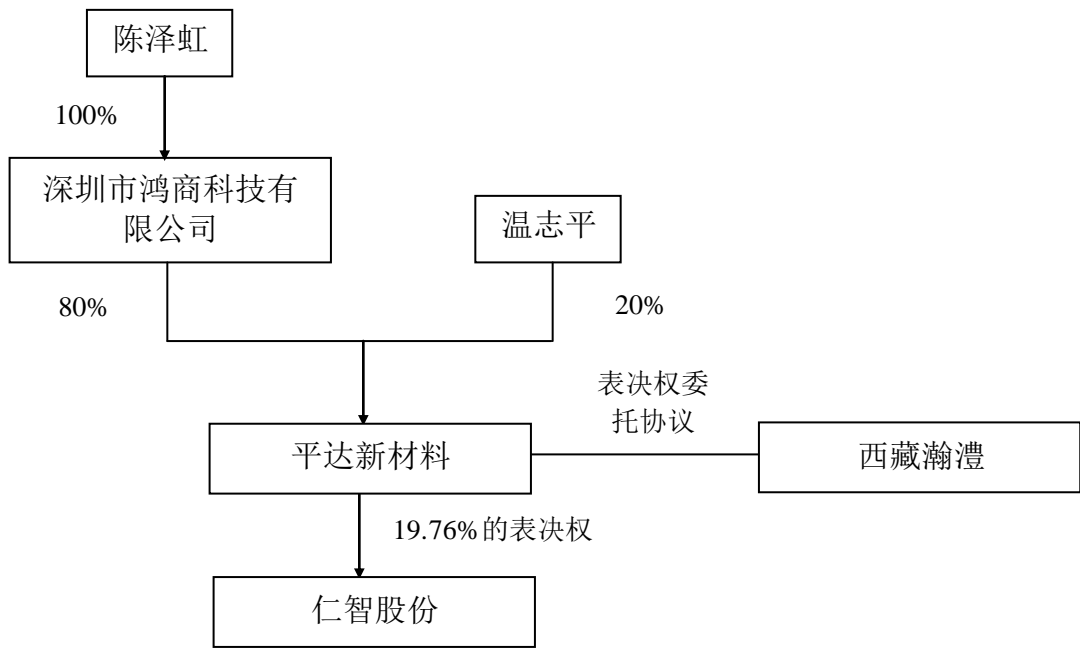 陈泽虹
100%
深圳市鸿商科技有
限公司
温志平
80%
20%
表决权委
托协议
平达新材料
西藏瀚澧
19.76%的表决权
仁智股份